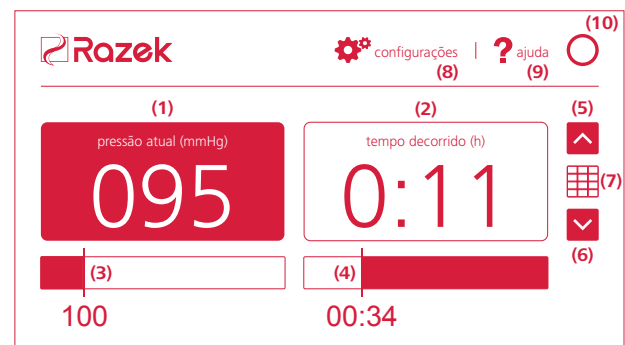 (10)
Razek
configurações | ? ajuda
(8) (9)
(1) (2) (5)
pressão atual (mmHg) tempo decorrido (h)
095 0:11
(7)
(3) (4) (6)
100 00:34